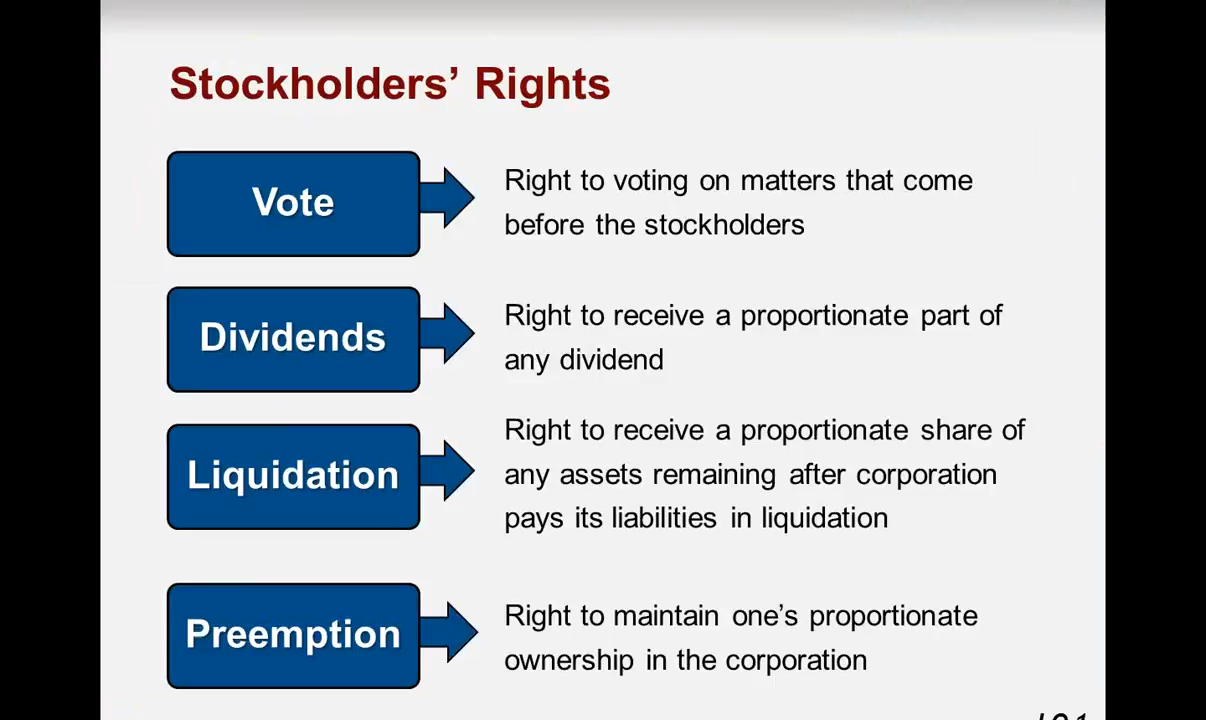 Stockholders’ Rights
Vote
Right to voting on matters that come
before the stockholders
Dividends
Right to receive a proportionate part of
any dividend
Liquidation
Right to receive a proportionate share of
any assets remaining after corporation
pays its liabilities in liquidation
Preemption
Right to maintain one’s proportionate
ownership in the corporation